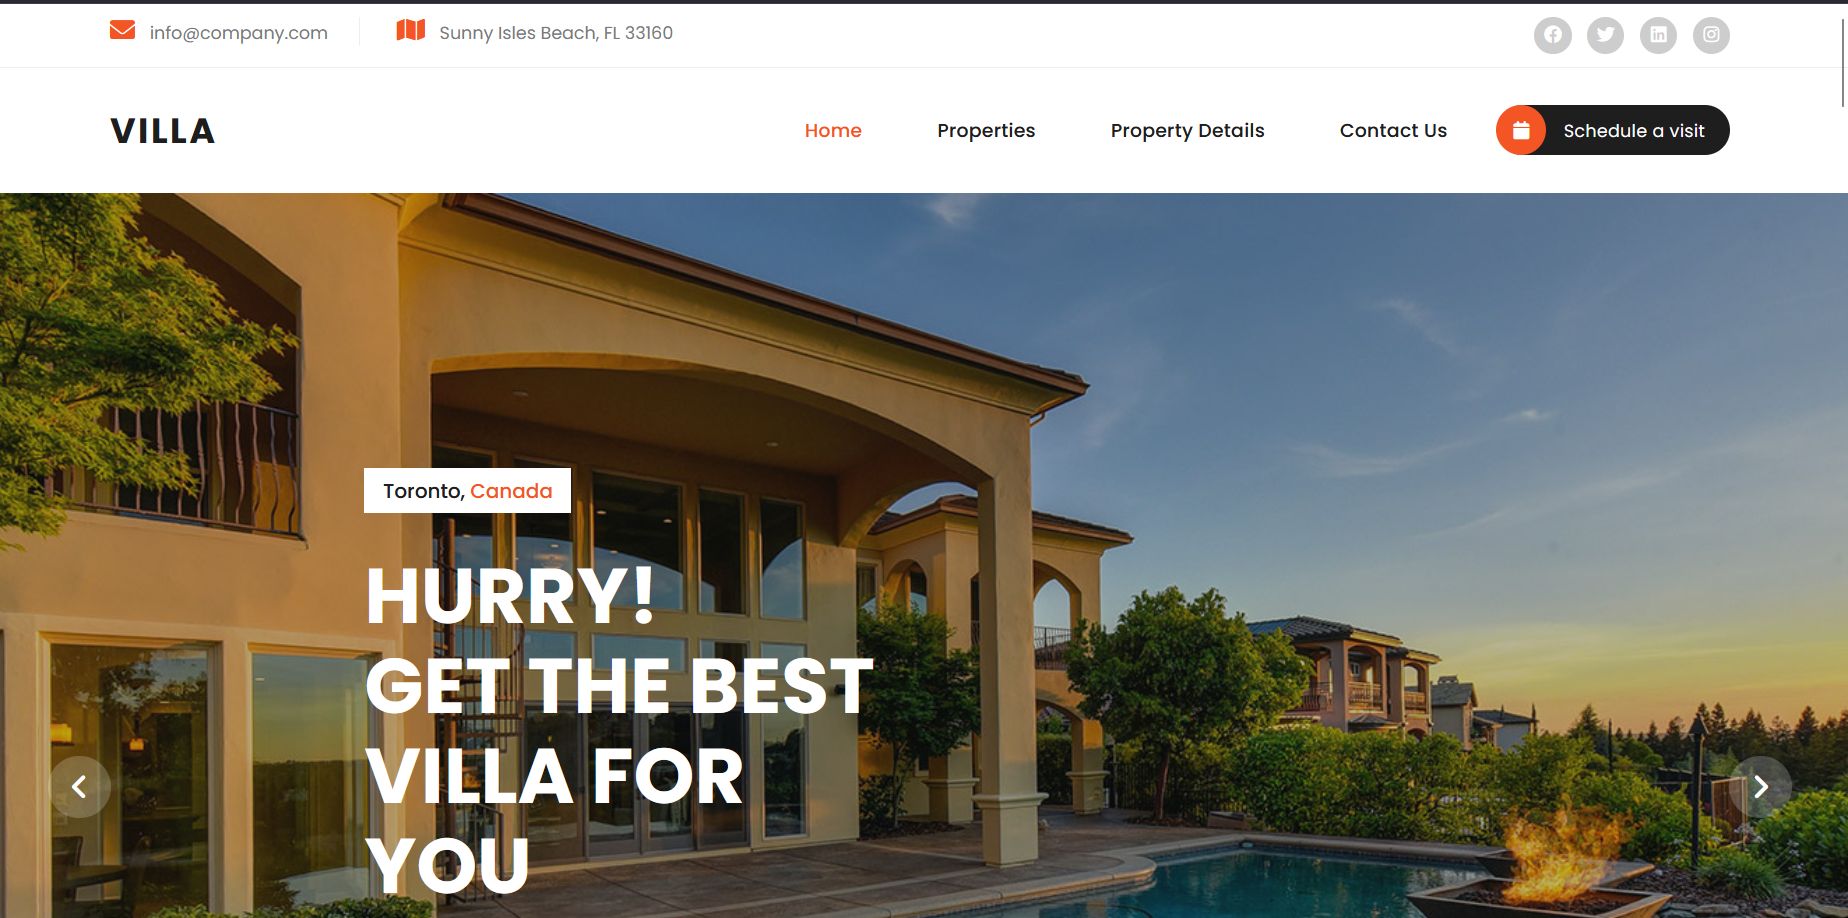 info@company.com
Sunny Isles Beach, FL 33160
VILLA
Home
Properties
Property Details
Contact Us
Schedule a visit
Toronto, Canada
HURRY!
GET THE BEST
VILLA FOR
YOU